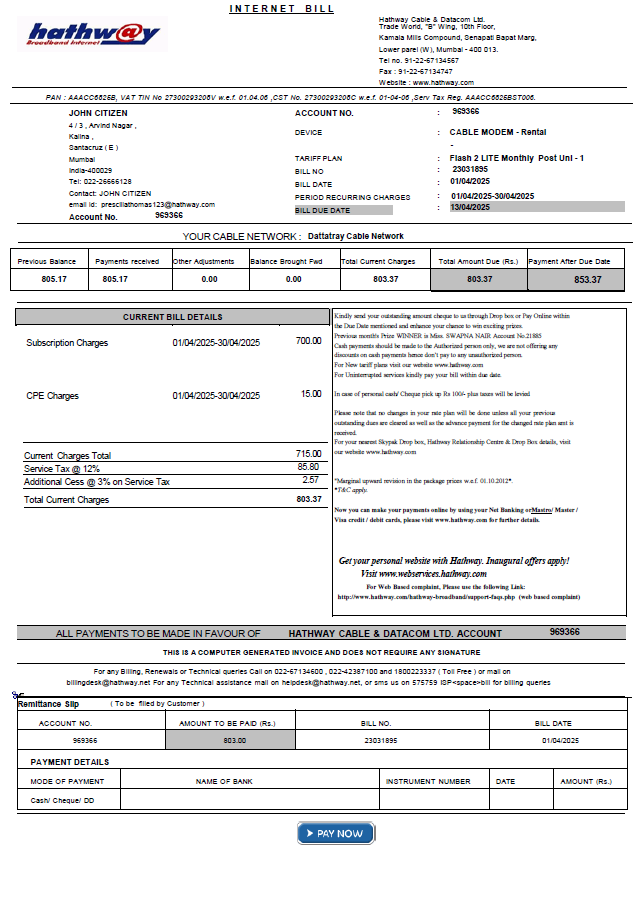 INTERNET BILL
hathw@y
Broadband Internet
Hathway Cable & Datacom Ltd.
Trade World, "B" Wing, 10th Floor,
Kamala Mills Compound, Senapati Bapat Marg,
Lower parel (W), Mumbai - 400 013.
Tel no. 91-22-67134567
Fax : 91-22-67134747
Website : www.hathway.com
PAN : AAACC6825B, VAT TIN No 27300293208V w.e.f. 01.04.06 ,CST No. 27300293208C w.e.f. 01-04-06 ,Serv Tax Reg. AAACC6825BST006.
JOHN CITIZEN
4 / 3 , Arvind Nagar ,
Kalina ,
Santacruz ( E )
Mumbai
India-400029
Tel: 022-26666128
Contact: JOHN CITIZEN
email id: presciliathomas123@hathway.com
Account No. 969366
ACCOUNT NO. : 969366
DEVICE : CABLE MODEM - Rental
-
TARIFF PLAN : Flash 2 LITE Monthly Post Uni - 1
BILL NO : 23031895
BILL DATE : 01/04/2025
PERIOD RECURRING CHARGES : 01/04/2025-30/04/2025
BILL DUE DATE : 13/04/2025
YOUR CABLE NETWORK : Dattatray Cable Network
Previous Balance Payments received Other Adjustments Balance Brought Fwd Total Current Charges Total Amount Due (Rs.) Payment After Due Date
805.17 805.17 0.00 0.00 803.37 803.37 853.37
CURRENT BILL DETAILS
Subscription Charges 01/04/2025-30/04/2025 700.00
CPE Charges 01/04/2025-30/04/2025 15.00
Current Charges Total 715.00
Service Tax @ 12% 85.80
Additional Cess @ 3% on Service Tax 2.57
Total Current Charges 803.37
Kindly send your outstanding amount cheque to us through Drop box or Pay Online within
the Due Date mentioned and enhance your chance to win exciting prizes.
Previous month's Prize WINNER is Miss. SWAPNA NAIR Account No.21885
Cash payments should be made to the Authorized person only, we are not offering any
discounts on cash payments hence don't pay to any unauthorized person.
For New tariff plans visit our website www.hathway.com
For Uninterrupted services kindly pay your bill within due date.
In case of personal cash/ Cheque pick up Rs 100/- plus taxes will be levied
Please note that no changes in your rate plan will be done unless all your previous
outstanding dues are cleared as well as the advance payment for the changed rate plan amt is
received.
For your nearest Skypak Drop box, Hathway Relationship Centre & Drop Box details, visit
our website www.hathway.com
*Marginal upward revision in the package prices w.e.f. 01.10.2012*.
*T&C apply.
Now you can make your payments online by using your Net Banking orMastro/ Master /
Visa credit / debit cards, please visit www.hathway.com for further details.
Get your personal website with Hathway. Inaugural offers apply!
Visit www.webservices.hathway.com
For Web Based complaint, Please use the following Link:
http://www.hathway.com/hathway-broadband/support-faqs.php (web based complaint)
ALL PAYMENTS TO BE MADE IN FAVOUR OF HATHWAY CABLE & DATACOM LTD. ACCOUNT 969366
THIS IS A COMPUTER GENERATED INVOICE AND DOES NOT REQUIRE ANY SIGNATURE
For any Billing, Renewals or Technical queries Call on 022-67134600 , 022-42387100 and 1800223337 ( Toll Free ) or mail on
billingdesk@hathway.net For any Technical assistance mail on helpdesk@hathway.net, or sms us on 575759 ISP<space>bill for billing queries
Remittance Slip ( To be filled by Customer )
ACCOUNT NO. AMOUNT TO BE PAID (Rs.) BILL NO. BILL DATE
969366 803.00 23031895 01/04/2025
PAYMENT DETAILS
MODE OF PAYMENT NAME OF BANK INSTRUMENT NUMBER DATE AMOUNT (Rs.)
Cash/ Cheque/ DD
PAY NOW